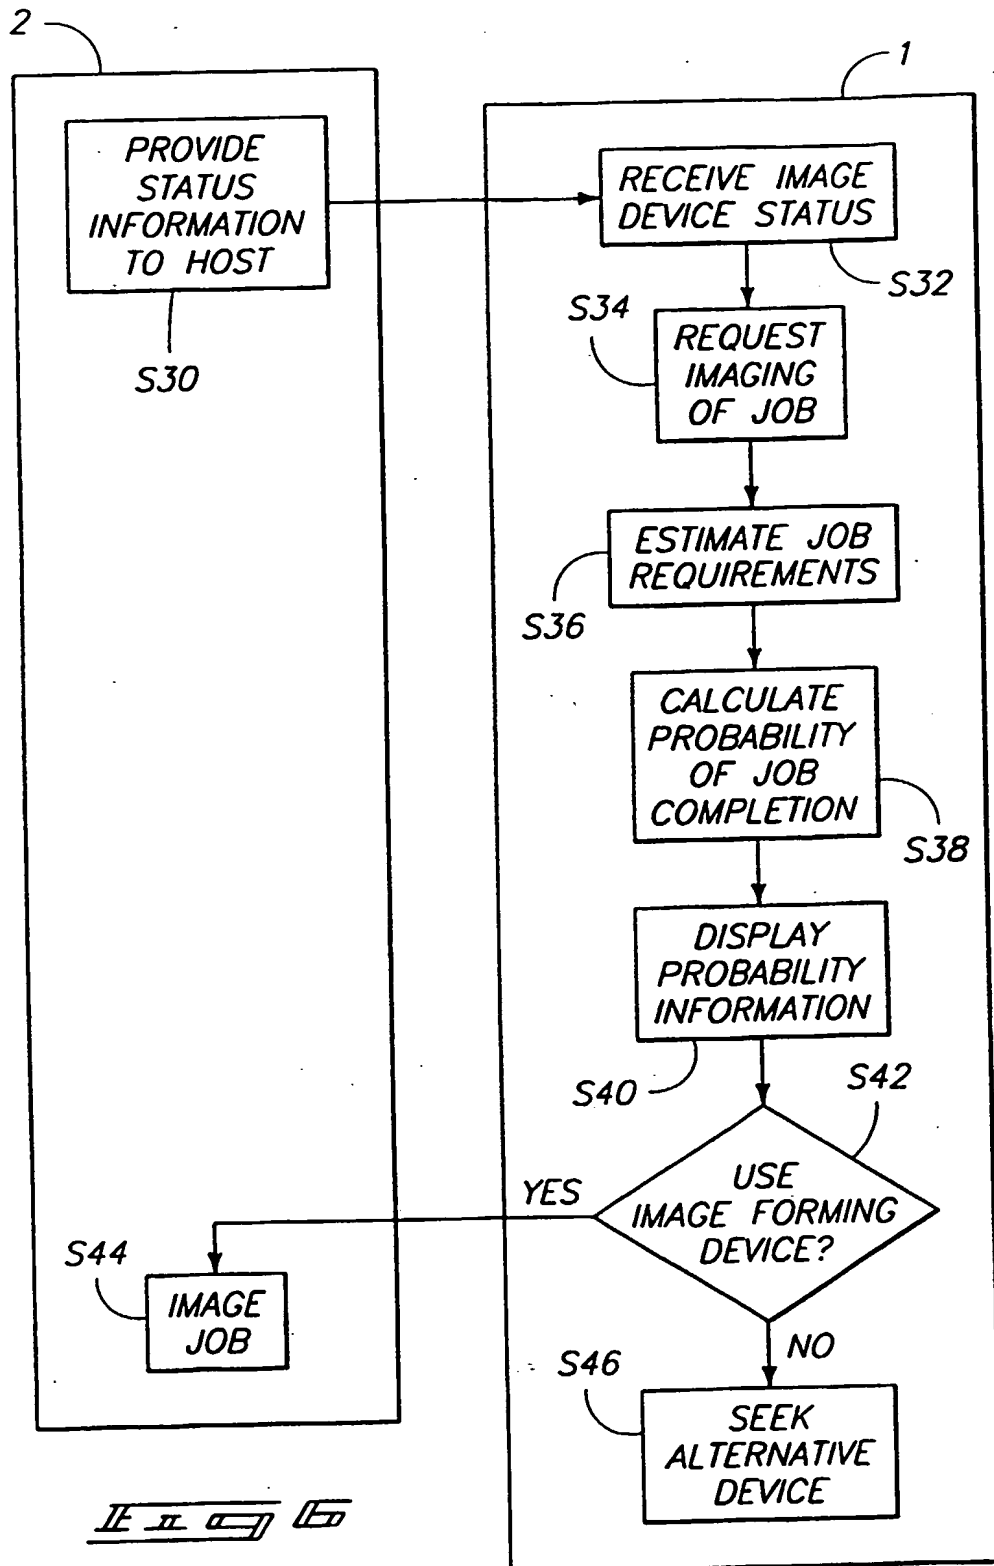 2
1
PROVIDE
STATUS
INFORMATION
TO HOST
S30
RECEIVE IMAGE
DEVICE STATUS
S32
S34
REQUEST
IMAGING
OF JOB
ESTIMATE JOB
REQUIREMENTS
S36
CALCULATE
PROBABILITY
OF JOB
COMPLETION
S38
DISPLAY
PROBABILITY
INFORMATION
S40
S42
USE
IMAGE FORMING
DEVICE?
YES
S44
IMAGE
JOB
NO
S46
SEEK
ALTERNATIVE
DEVICE
Fig 6